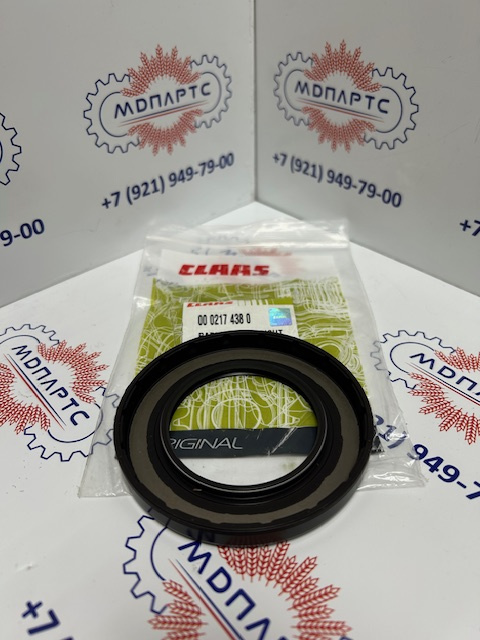 МДПАРТС
+7 (921) 949-79-00
МДПАРТС
+7 (921) 949-79-00
9-00
CLAAS
CLAAS
00 0217 438 0
МДПАРТС
МДПАРТС
ORIGINAL
949-79
МДПАРТС
+7